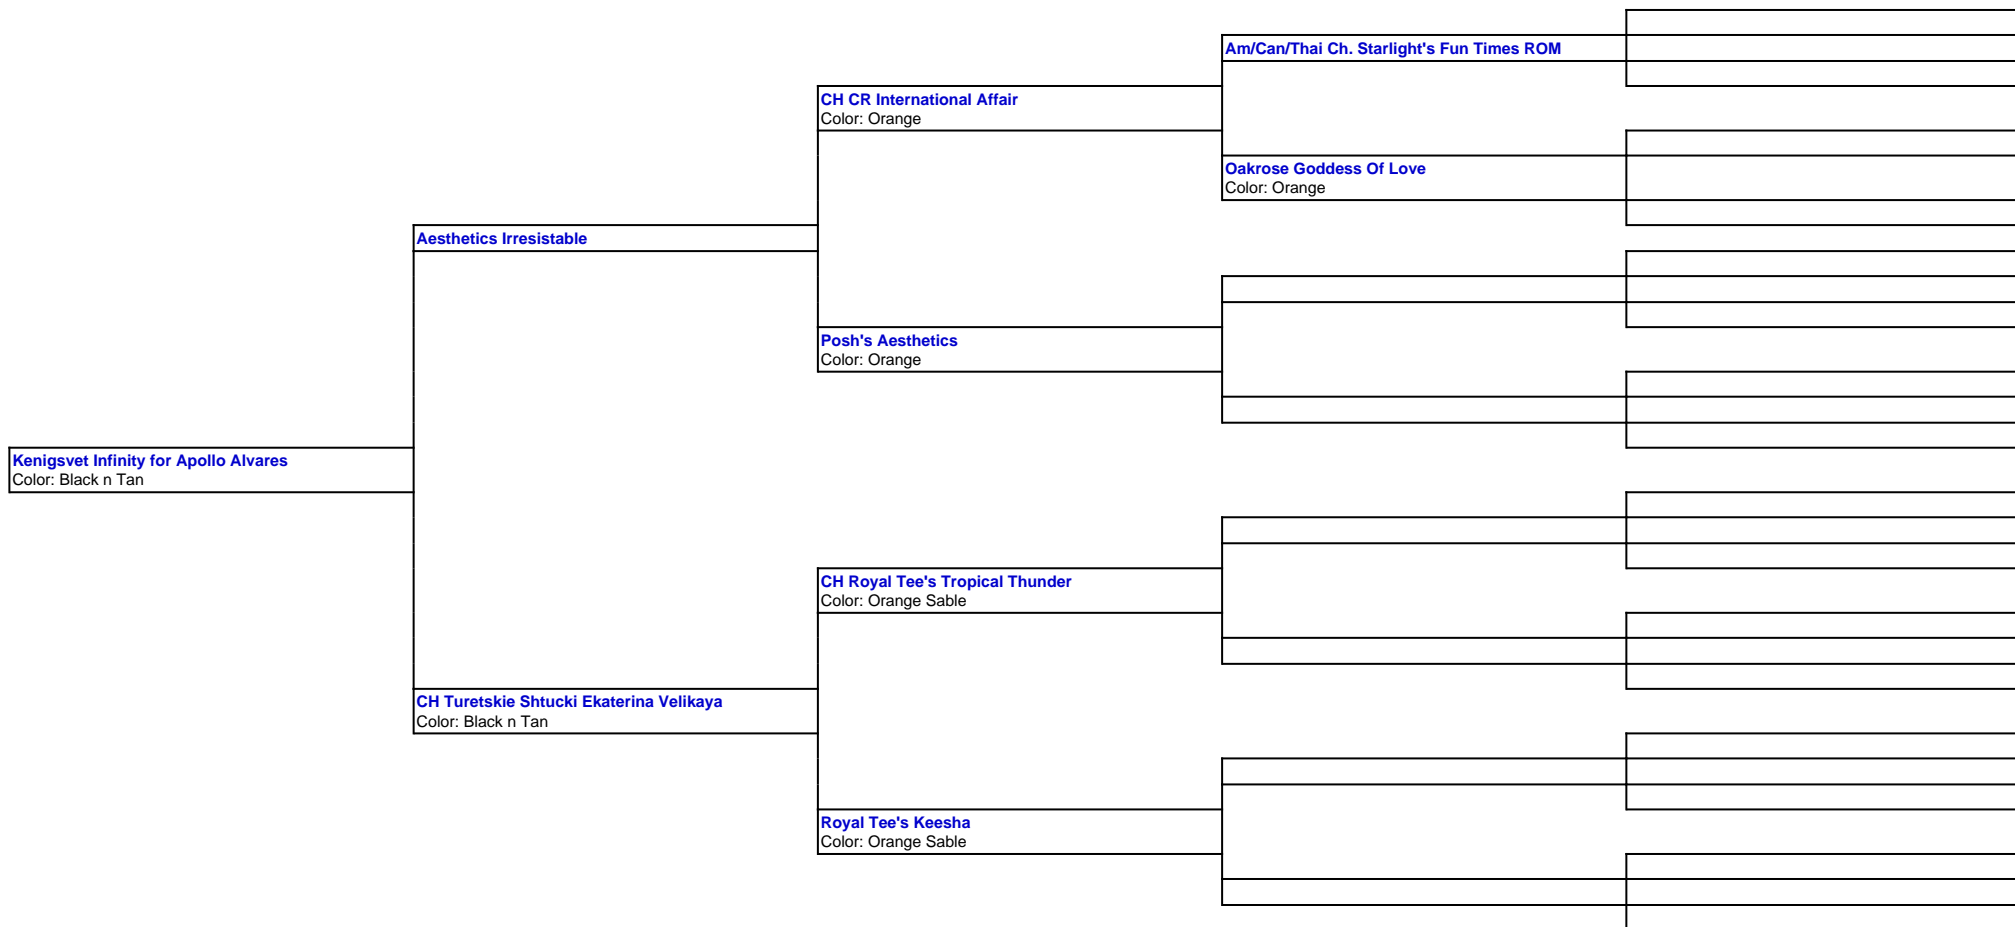 Am/Can/Thai Ch. Starlight's Fun Times ROM
CH CR International Affair
Color: Orange
Oakrose Goddess Of Love
Color: Orange
Aesthetics Irresistable
Posh's Aesthetics
Color: Orange
Kenigsvet Infinity for Apollo Alvares
Color: Black n Tan
CH Royal Tee's Tropical Thunder
Color: Orange Sable
CH Turetskie Shtucki Ekaterina Velikaya
Color: Black n Tan
Royal Tee's Keesha
Color: Orange Sable